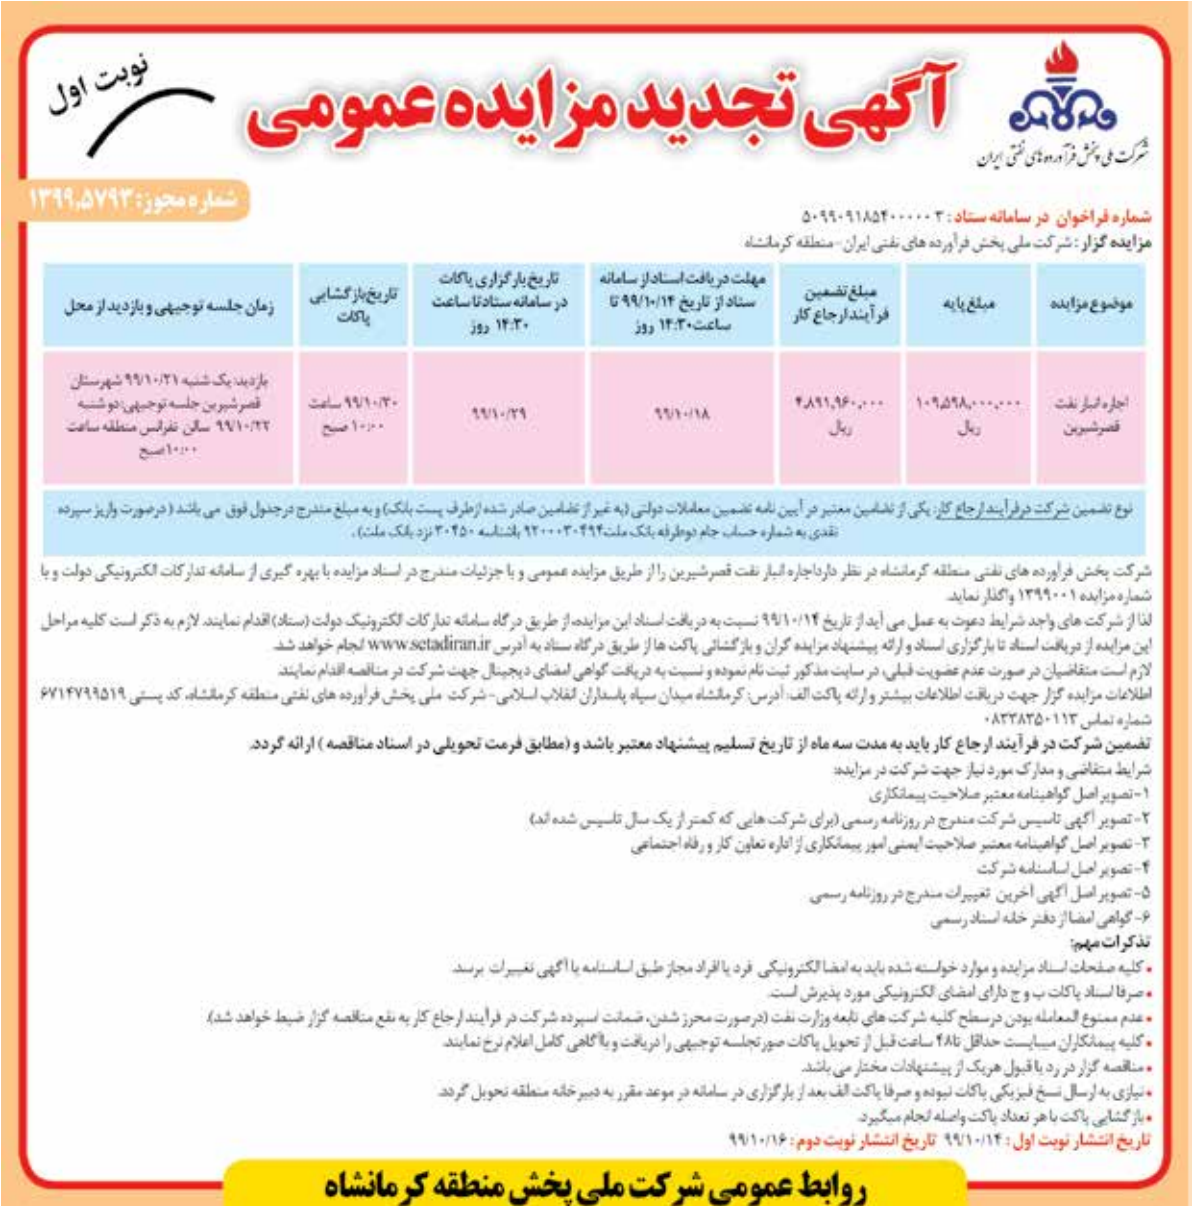 نوبت اول
آگهی تجدید مزایده عمومی
شرکت ملی پخش فرآورده های نفتی ایران
شماره مجوز: ۱۳۹۹,۵۷۹۳
شماره فراخوان در سامانه ستاد: ۵۰۹۹۰۹۱۸۵۴۰۰۰۰۰۳
مزایده گزار: شرکت ملی پخش فرآورده های نفتی ایران-منطقه کرمانشاه
موضوع مزایده
مبلغ پایه
مبلغ تضمین
فرآیند ارجاع کار
مهلت دریافت اسناد از سامانه
ستاد از تاریخ ۹۹/۱۰/۱۴ تا
ساعت ۱۴:۳۰ روز
تاریخ بارگزاری پاکات
در سامانه ستاد تا ساعت
۱۴:۳۰ روز
تاریخ بازگشایی
پاکات
زمان جلسه توجیهی و بازدید از محل
اجاره انبار نفت
قصرشیرین
۱۰۹,۵۹۸,۰۰۰,۰۰۰
ریال
۴,۸۹۱,۹۶۰,۰۰۰
ریال
۹۹/۱۰/۱۸
۹۹/۱۰/۲۹
۹۹/۱۰/۳۰ ساعت
۱۰:۰۰ صبح
بازدید: یک شنبه ۹۹/۱۰/۲۱ شهرستان
قصرشیرین جلسه توجیهی: دوشنبه
۹۹/۱۰/۲۲ سالن نفرانس منطقه ساعت
۱۰:۰۰صبح
نوع تضمین شرکت درفرآیند ارجاع کار: یکی از تضامین معتبر در آیین نامه تضمین معاملات دولتی (به غیر از تضامین صادر شده ازطرف پست بانک) و به مبلغ مندرج درجدول فوق می باشد ( درصورت واریز سپرده
نقدی به شماره حساب جام دوطرفه بانک ملت ۹۲۰۰۰۳۰۴۹۴ باشناسه ۳۰۴۵۰ نزد بانک ملت) .
شرکت پخش فرآورده های نفتی منطقه کرمانشاه در نظر دارداجاره انبار نفت قصرشیرین را از طریق مزایده عمومی و با جزئیات مندرج در اسناد مزایده با بهره گیری از سامانه تدارکات الکترونیکی دولت و با
شماره مزایده ۱۳۹۹۰۰۱ واگذار نماید.
لذا از شرکت های واجد شرایط دعوت به عمل می آید از تاریخ ۹۹/۱۰/۱۴ نسبت به دریافت اسناد این مزایده، از طریق درگاه سامانه تدارکات الکترونیک دولت (ستاد) اقدام نمایند. لازم به ذکر است کلیه مراحل
این مزایده از دریافت اسناد تا بارگزاری اسناد و ارائه پیشنهاد مزایده گران و بازگشائی پاکت ها از طریق درگاه ستاد به آدرس www.setadiran.ir انجام خواهد شد.
لازم است متقاضیان در صورت عدم عضویت قبلی، در سایت مذکور ثبت نام نموده و نسبت به دریافت گواهی امضای دیجیتال جهت شرکت در مناقصه اقدام نمایند.
اطلاعات مزایده گزار جهت دریافت اطلاعات بیشتر و ارائه پاکت الف: آدرس: کرمانشاه میدان سپاه پاسداران انقلاب اسلامی-شرکت ملی پخش فرآورده های نفتی منطقه کرمانشاه، کد پستی ۶۷۱۴۷۹۹۵۱۹
شماره تماس ۰۸۳۳۸۳۵۰۱۱۳
تضمین شرکت در فرآیند ارجاع کار باید به مدت سه ماه از تاریخ تسلیم پیشنهاد معتبر باشد و (مطابق فرمت تحویلی در اسناد مناقصه ) ارائه گردد.
شرایط متقاضی و مدارک مورد نیاز جهت شرکت در مزایده:
۱-تصویر اصل گواهینامه معتبر صلاحیت پیمانکاری
۲-تصویر آگهی تاسیس شرکت مندرج در روزنامه رسمی (برای شرکت هایی که کمتر از یک سال تاسیس شده اند)
۳- تصویر اصل گواهینامه معتبر صلاحیت ایمنی امور پیمانکاری از اداره تعاون کار و رفاه اجتماعی
۴-تصویر اصل اساسنامه شرکت
۵-تصویر اصل آگهی آخرین تغییرات مندرج در روزنامه رسمی
۶- گواهی امضا از دفتر خانه اسناد رسمی
تذکرات مهم:
• کلیه صفحات اسناد مزایده و موارد خواسته شده باید به امضا الکترونیکی فرد یا افراد مجاز طبق اساسنامه یا آگهی تغییرات برسد.
• صرفا اسناد پاکات ب و ج دارای امضای الکترونیکی مورد پذیرش است.
• عدم ممنوع المعامله بودن درسطح کلیه شرکت های تابعه وزارت نفت (درصورت محرز شدن، ضمانت اسپرده شرکت در فرآیند ارجاع کار به نفع مناقصه گزار ضبط خواهد شد).
• کلیه پیمانکاران میبایست حداقل تا ۴۸ ساعت قبل از تحویل پاکات صورتجلسه توجیهی را دریافت و باآگاهی کامل اعلام نرخ نمایند.
• مناقصه گزار در رد یا قبول هریک از پیشنهادات مختار می باشد.
• نیازی به ارسال نسخ فیزیکی پاکات نبوده و صرفا پاکت الف بعد از بارگزاری در سامانه در موعد مقرر به دبیرخانه منطقه تحویل گردد.
• بازگشایی پاکت با هر تعداد پاکت واصله انجام میگیرد.
تاریخ انتشار نوبت اول : ۹۹/۱۰/۱۴ تاریخ انتشار نوبت دوم : ۹۹/۱۰/۱۶
روابط عمومی شرکت ملی پخش منطقه کرمانشاه